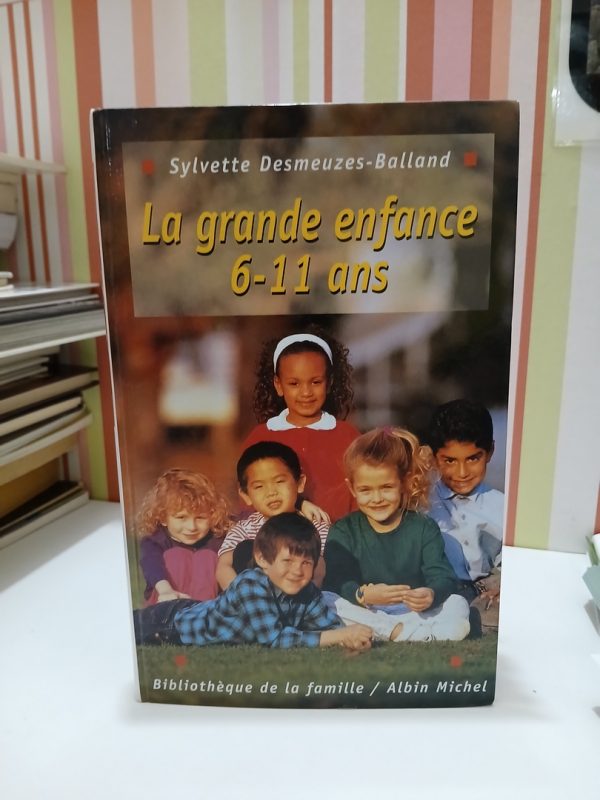 Sylvette Desmeuzes-Balland
La grande enfance
6-11 ans
Bibliothèque de la famille / Albin Michel